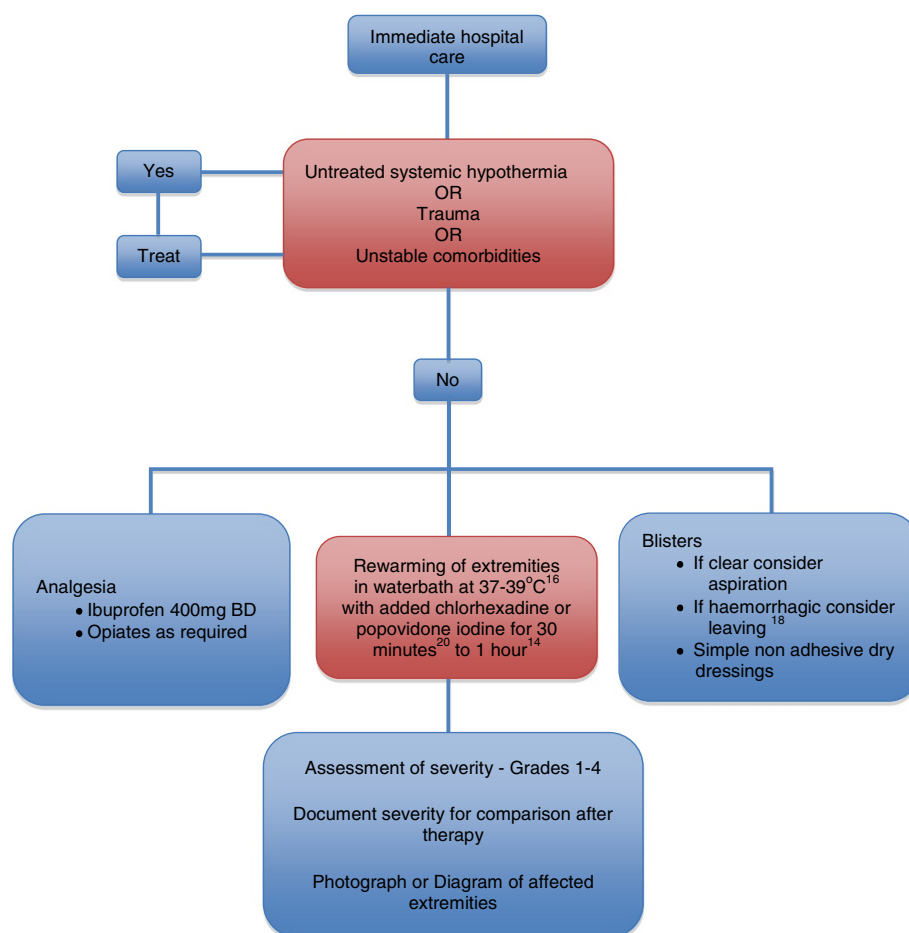 Immediate hospital
care
Untreated systemic hypothermia
OR
Trauma
OR
Unstable comorbidities
Yes
Treat
No
Analgesia
• Ibuprofen 400mg BD
• Opiates as required
Rewarming of extremities
in waterbath at 37-39°C16
with added chlorhexadine or
popovidone iodine for 30
minutes20 to 1 hour14
Blisters
• If clear consider
aspiration
• If haemorrhagic consider
leaving 18
• Simple non adhesive dry
dressings
Assessment of severity - Grades 1-4
Document severity for comparison after
therapy
Photograph or Diagram of affected
extremities